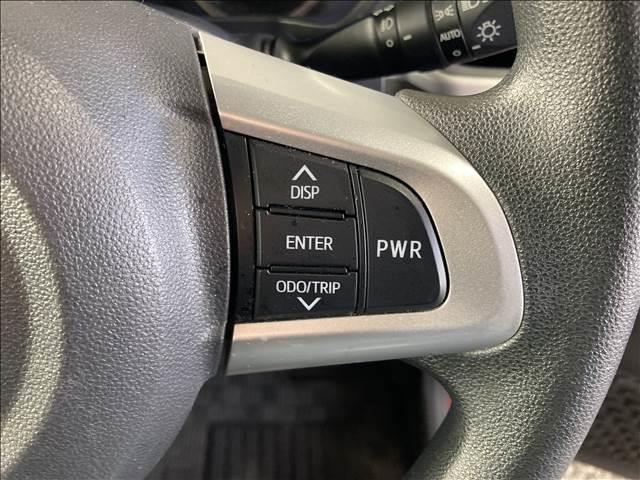 AUTO
DISP
ENTER
PWR
ODO/TRIP